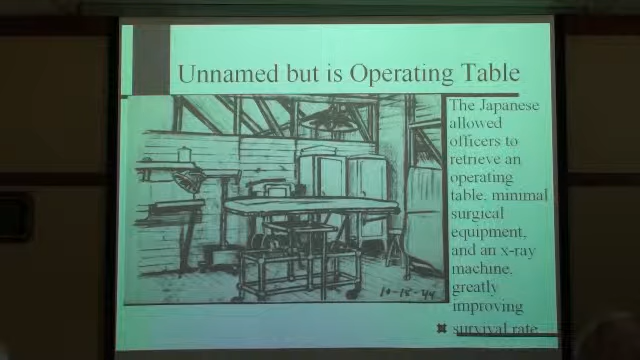 Unnamed but is Operating Table
The Japanese
allowed
officers to
retrieve an
operating
table, minimal
surgical
equipment,
and an x-ray
machine,
greatly
improving
survival rate
10-15-44